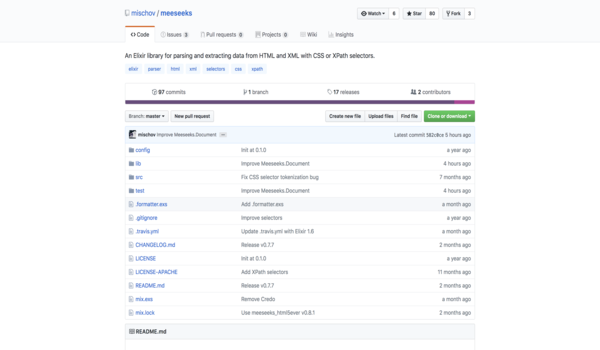 mischov / meeseeks
Watch 6 Star 80 Fork 3
Code Issues 3 Pull requests 0 Projects 0 Wiki Insights
An Elixir library for parsing and extracting data from HTML and XML with CSS or XPath selectors.
elixir parser html xml selectors css xpath
97 commits 1 branch 17 releases 2 contributors
Branch: master New pull request Create new file Upload files Find file Clone or download
mischov Improve Meeseeks.Document Latest commit 582c8ce 5 hours ago
config Init at 0.1.0 a year ago
lib Improve Meeseeks.Document 4 hours ago
src Fix CSS selector tokenization bug 7 months ago
test Improve Meeseeks.Document 4 hours ago
.formatter.exs Add .formatter.exs a month ago
.gitignore Improve selectors a year ago
.travis.yml Update .travis.yml with Elixir 1.6 a month ago
CHANGELOG.md Release v0.7.7 2 months ago
LICENSE Init at 0.1.0 a year ago
LICENSE-APACHE Add XPath selectors 11 months ago
README.md Release v0.7.7 2 months ago
mix.exs Remove Credo a month ago
mix.lock Use meeseeks_html5ever v0.8.1 2 months ago
README.md